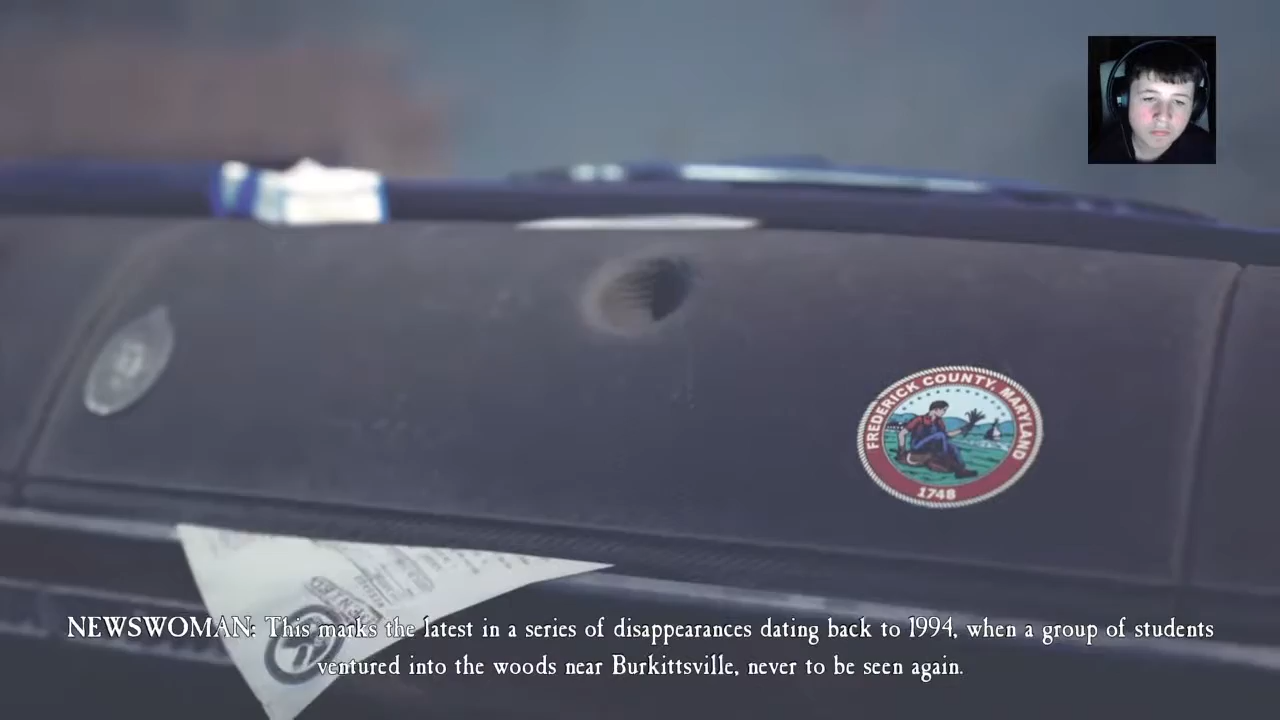 FREDERICK COUNTY, MARYLAND
1748
NEWSWOMAN: This marks the latest in a series of disappearances dating back to 1994, when a group of students
ventured into the woods near Burkittsville, never to be seen again.